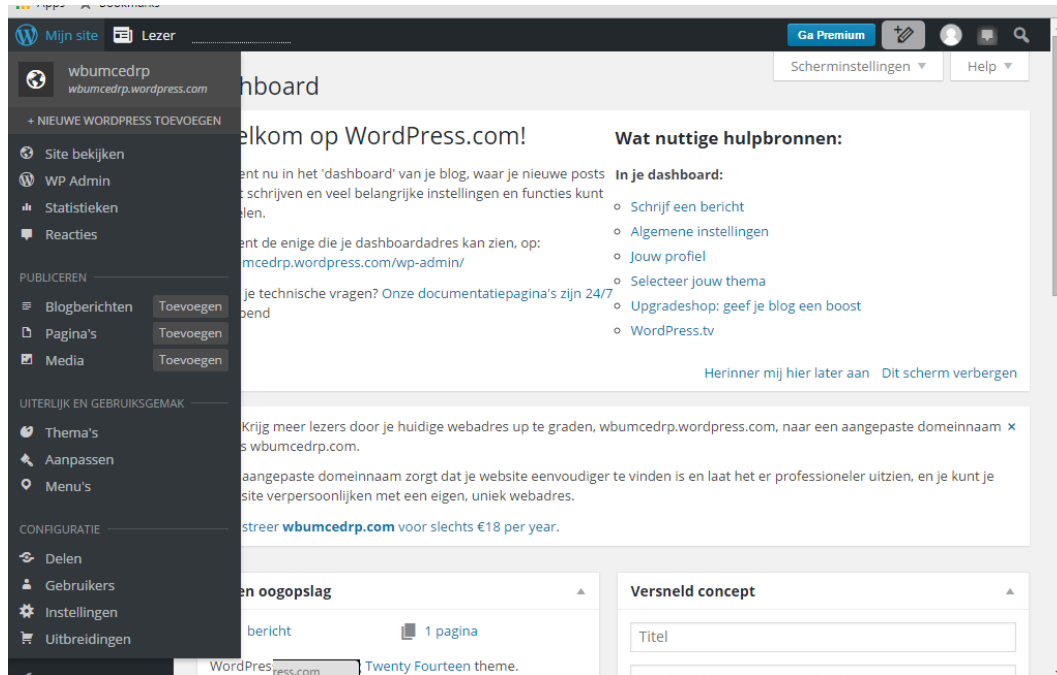 Apps Bookmarks
Mijn site Lezer Ga Premium
wbumcedrp
wbumcedrp.wordpress.com
+ NIEUWE WORDPRESS TOEVOEGEN
Site bekijken
WP Admin
Statistieken
Reacties
PUBLICEREN
Blogberichten Toevoegen
Pagina's Toevoegen
Media Toevoegen
UITERLIJK EN GEBRUIKSGEMAK
Thema's
Aanpassen
Menu's
CONFIGURATIE
Delen
Gebruikers
Instellingen
Uitbreidingen
Scherminstellingen Help
hboard
elkom op WordPress.com!
ent nu in het 'dashboard' van je blog, waar je nieuwe posts
t schrijven en veel belangrijke instellingen en functies kunt
elen.
ent de enige die je dashboardadres kan zien, op:
mcedrp.wordpress.com/wp-admin/
je technische vragen? Onze documentatiepagina's zijn 24/7
pend
Wat nuttige hulpbronnen:
In je dashboard:
Schrijf een bericht
Algemene instellingen
Jouw profiel
Selecteer jouw thema
Upgradeshop: geef je blog een boost
WordPress.tv
Herinner mij hier later aan Dit scherm verbergen
Krijg meer lezers door je huidige webadres up te graden, wbumcedrp.wordpress.com, naar een aangepaste domeinnaam ×
s wbumcedrp.com.
aangepaste domeinnaam zorgt dat je website eenvoudiger te vinden is en laat het er professioneler uitzien, en je kunt je
site verpersoonlijken met een eigen, uniek webadres.
streer wbumcedrp.com voor slechts €18 per year.
en oogopslag
bericht 1 pagina
WordPres ress.com Twenty Fourteen theme.
Versneld concept
Titel